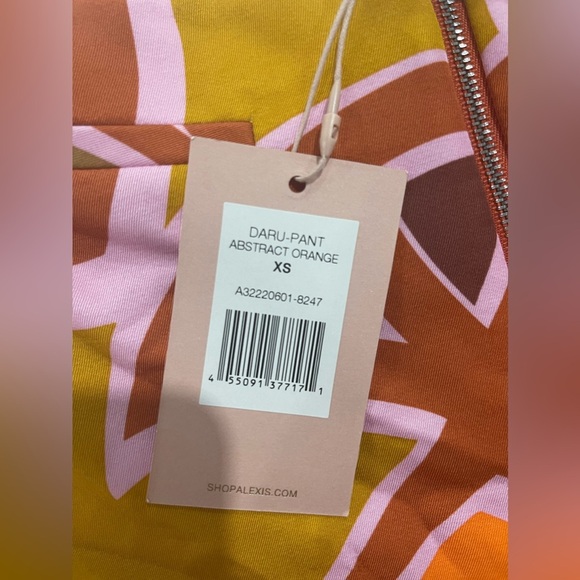 DARU-PANT
ABSTRACT ORANGE
XS
A32220601-8247
4 55091 37717 1
SHOPALEXIS.COM